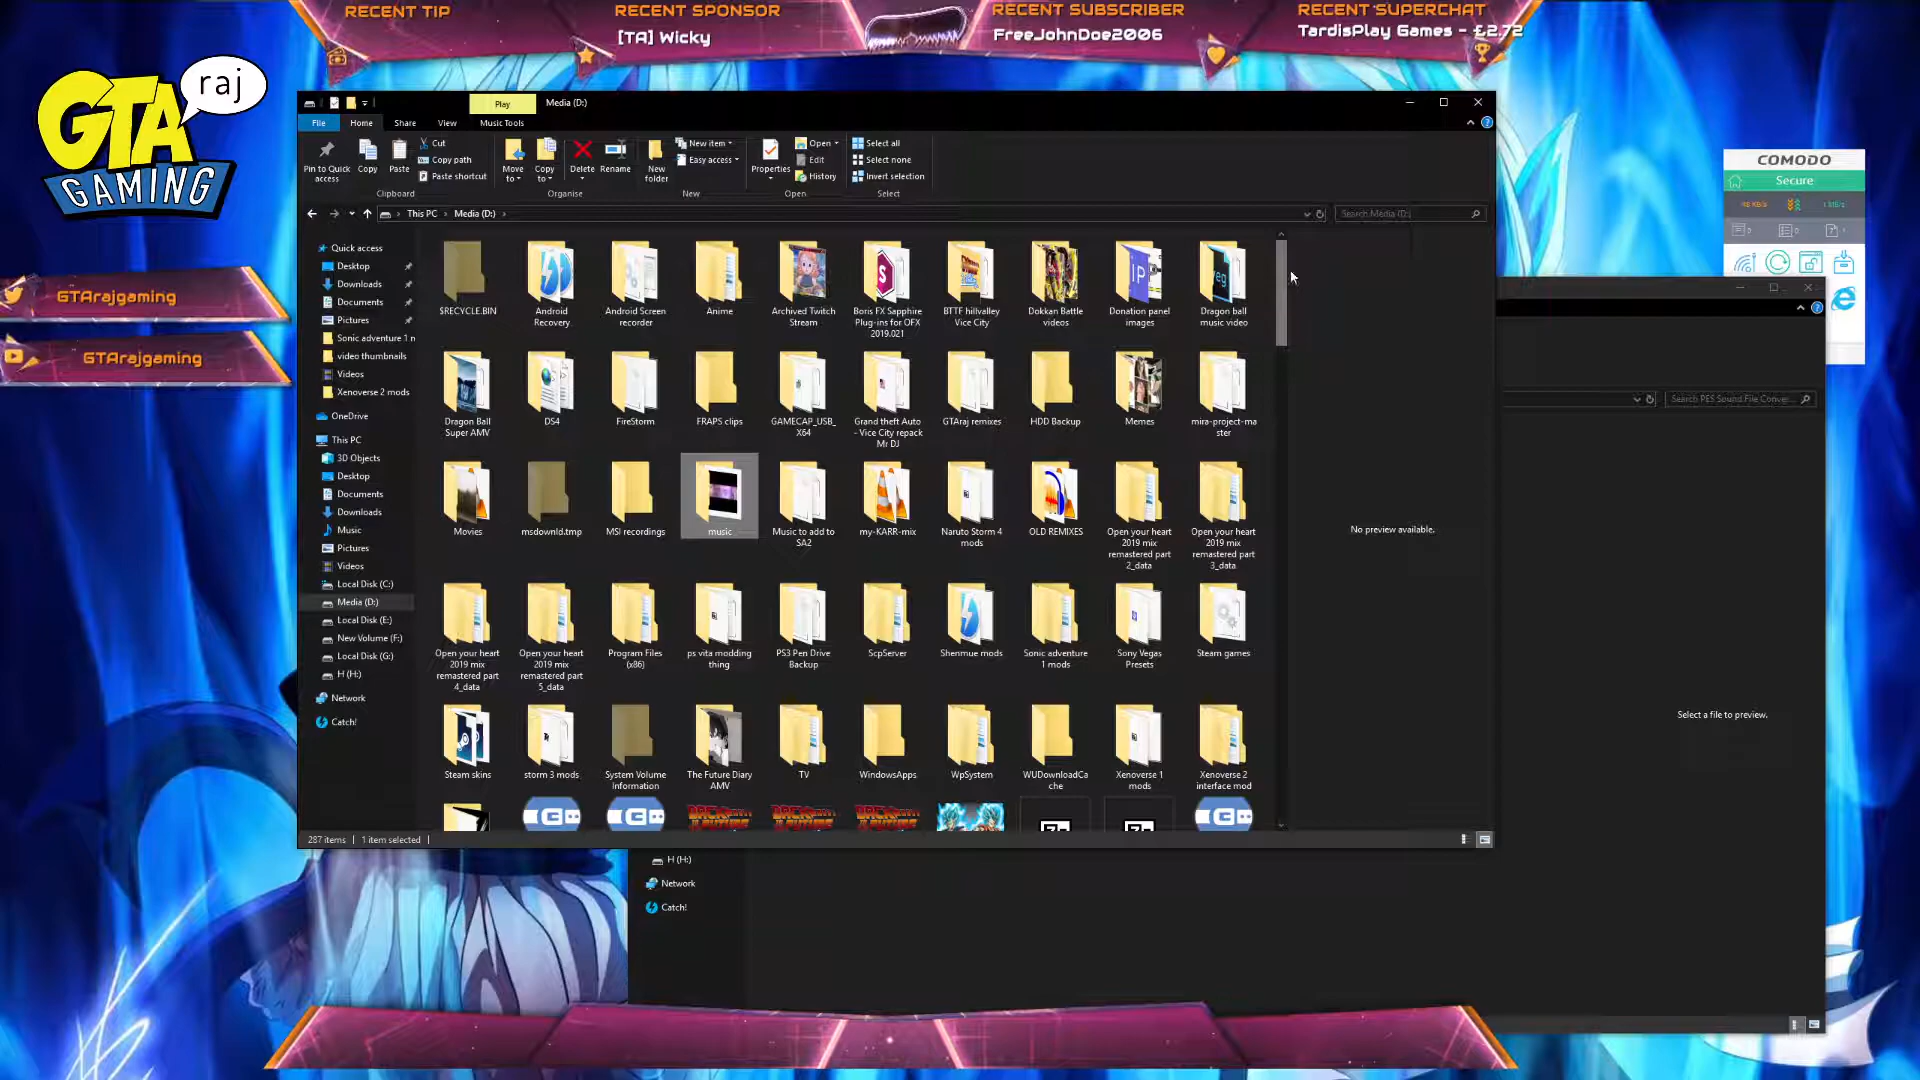 RECENT TIP
RECENT SPONSOR
[TA] Wicky
RECENT SUBSCRIBER
FreeJohnDoe2006
RECENT SUPERCHAT
TardisPlay Games - £2.72
GTA
raj
GAMING
GTArajgaming
GTArajgaming
Play
Media (D:)
File
Home
Share
View
Music Tools
Pin to Quick access
Copy
Paste
Cut
Copy path
Paste shortcut
Clipboard
Move to
Copy to
Delete
Rename
Organise
New folder
New item
Easy access
New
Properties
Open
Edit
History
Open
Select all
Select none
Invert selection
Select
This PC
Media (D:)
Search Media (D:)
Quick access
Desktop
Downloads
Documents
Pictures
Sonic adventure 1 n
video thumbnails
Videos
Xenoverse 2 mods
OneDrive
This PC
3D Objects
Desktop
Documents
Downloads
Music
Pictures
Videos
Local Disk (C:)
Media (D:)
Local Disk (E:)
New Volume (F:)
Local Disk (G:)
H (H:)
Network
Catch!
$RECYCLE.BIN
Android Recovery
Android Screen recorder
Anime
Archived Twitch Stream
Boris FX Sapphire Plug-ins for OFX 2019.021
BTTF hillvalley Vice City
Dokkan Battle videos
Donation panel images
Dragon ball music video
Dragon Ball Super AMV
DS4
FireStorm
FRAPS clips
GAMECAP_USB_X64
Grand theft Auto - Vice City repack Mr DJ
GTAraj remixes
HDD Backup
Memes
mira-project-master
Movies
msdownld.tmp
MSI recordings
music
Music to add to SA2
my-KARR-mix
Naruto Storm 4 mods
OLD REMIXES
Open your heart 2019 mix remastered part 2_data
Open your heart 2019 mix remastered part 3_data
Open your heart 2019 mix remastered part 4_data
Open your heart 2019 mix remastered part 5_data
Program Files (x86)
ps vita modding thing
PS3 Pen Drive Backup
ScpServer
Shenmue mods
Sonic adventure 1 mods
Sony Vegas Presets
Steam games
Steam skins
storm 3 mods
System Volume Information
The Future Diary AMV
TV
WindowsApps
WpSystem
WUDownloadCache
Xenoverse 1 mods
Xenoverse 2 interface mod
No preview available.
287 items
1 item selected
COMODO
Secure
Search PES Sound File Conver...
Select a file to preview.
H (H:)
Network
Catch!